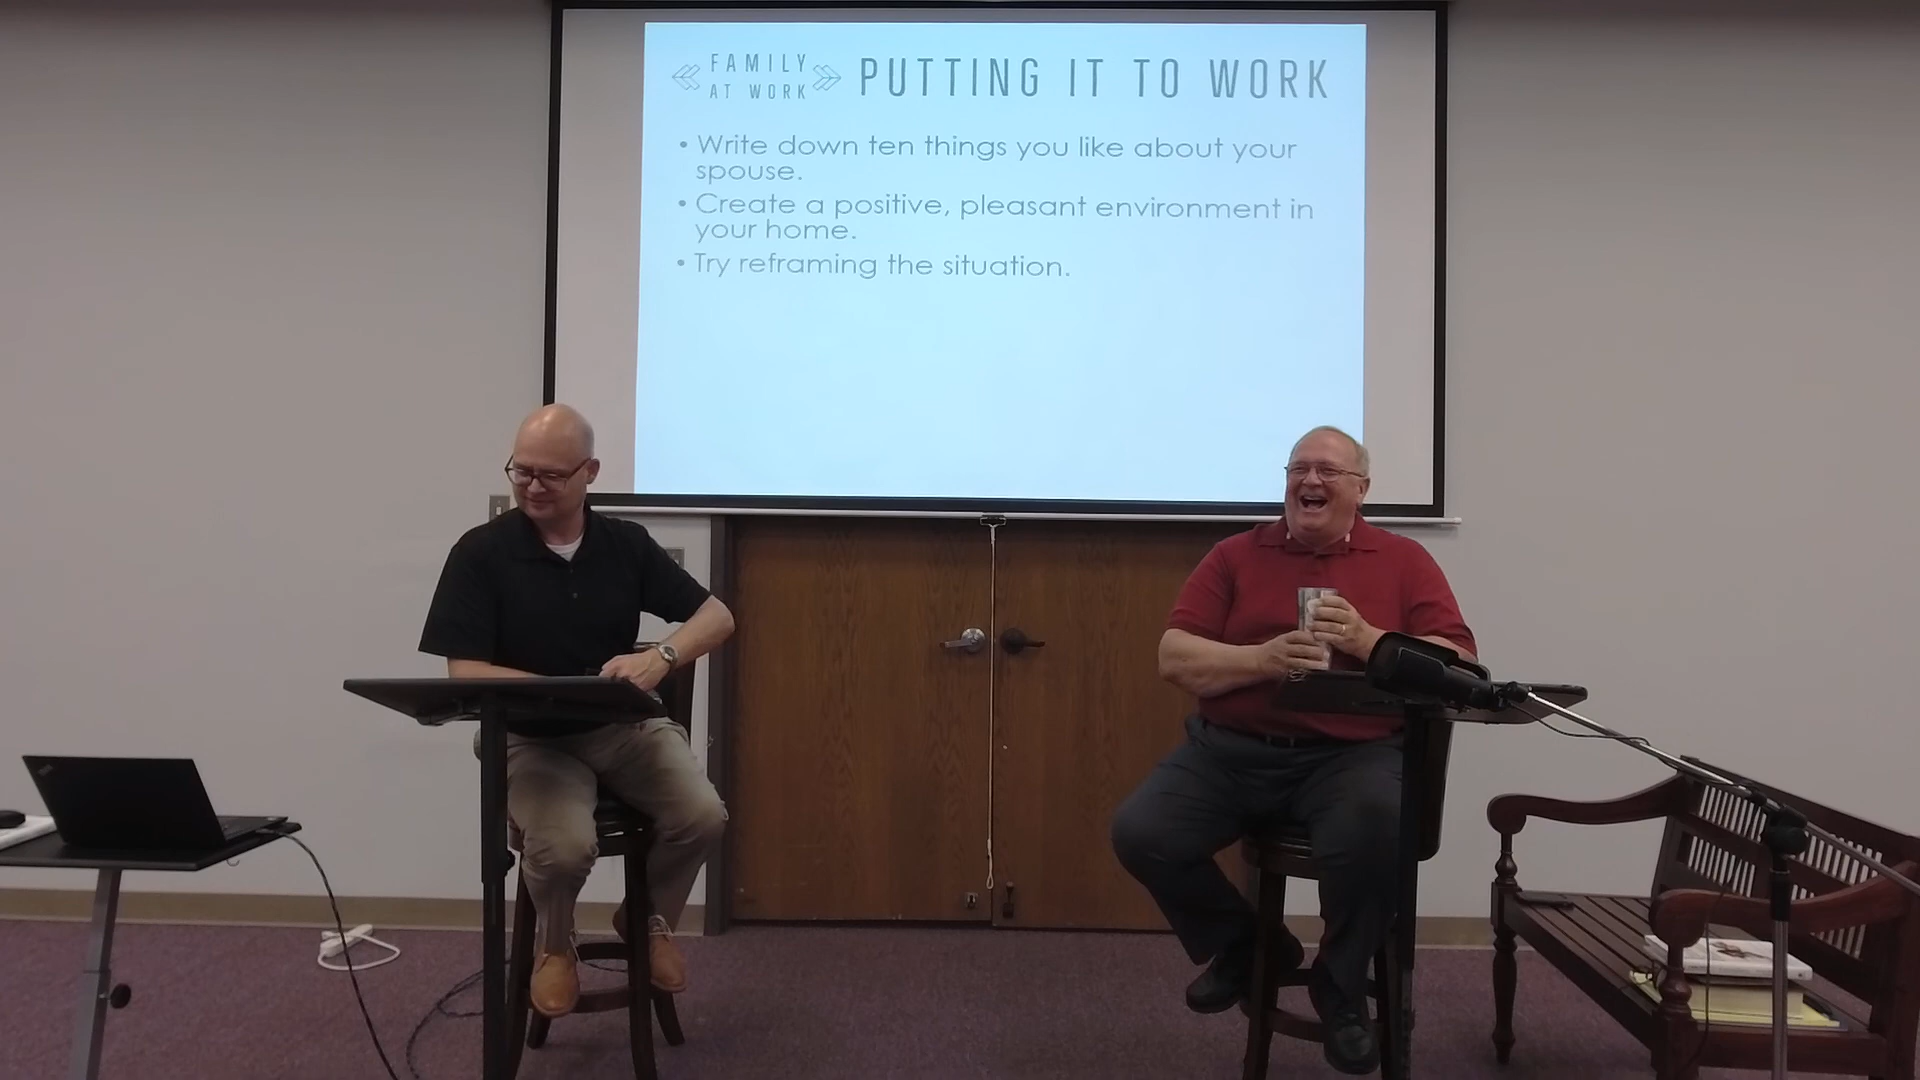 FAMILY
AT WORK
PUTTING IT TO WORK
• Write down ten things you like about your
spouse.
• Create a positive, pleasant environment in
your home.
• Try reframing the situation.